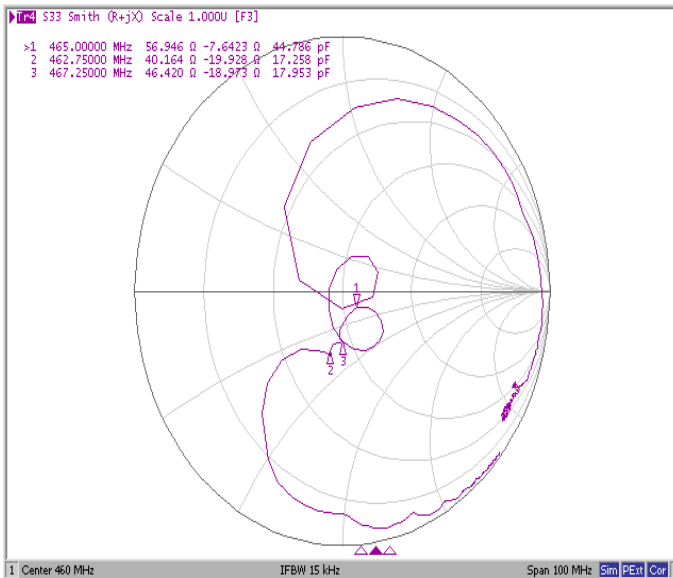 Tr4 S33 Smith (R+jX) Scale 1.000U [F3]
>1 465.00000 MHz 56.946 Ω -7.6423 Ω 44.786 pF
2 462.75000 MHz 40.164 Ω -19.928 Ω 17.258 pF
3 467.25000 MHz 46.420 Ω -18.973 Ω 17.953 pF
1
2
3
1 Center 460 MHz IFBW 15 kHz Span 100 MHz Sim PExt Cor